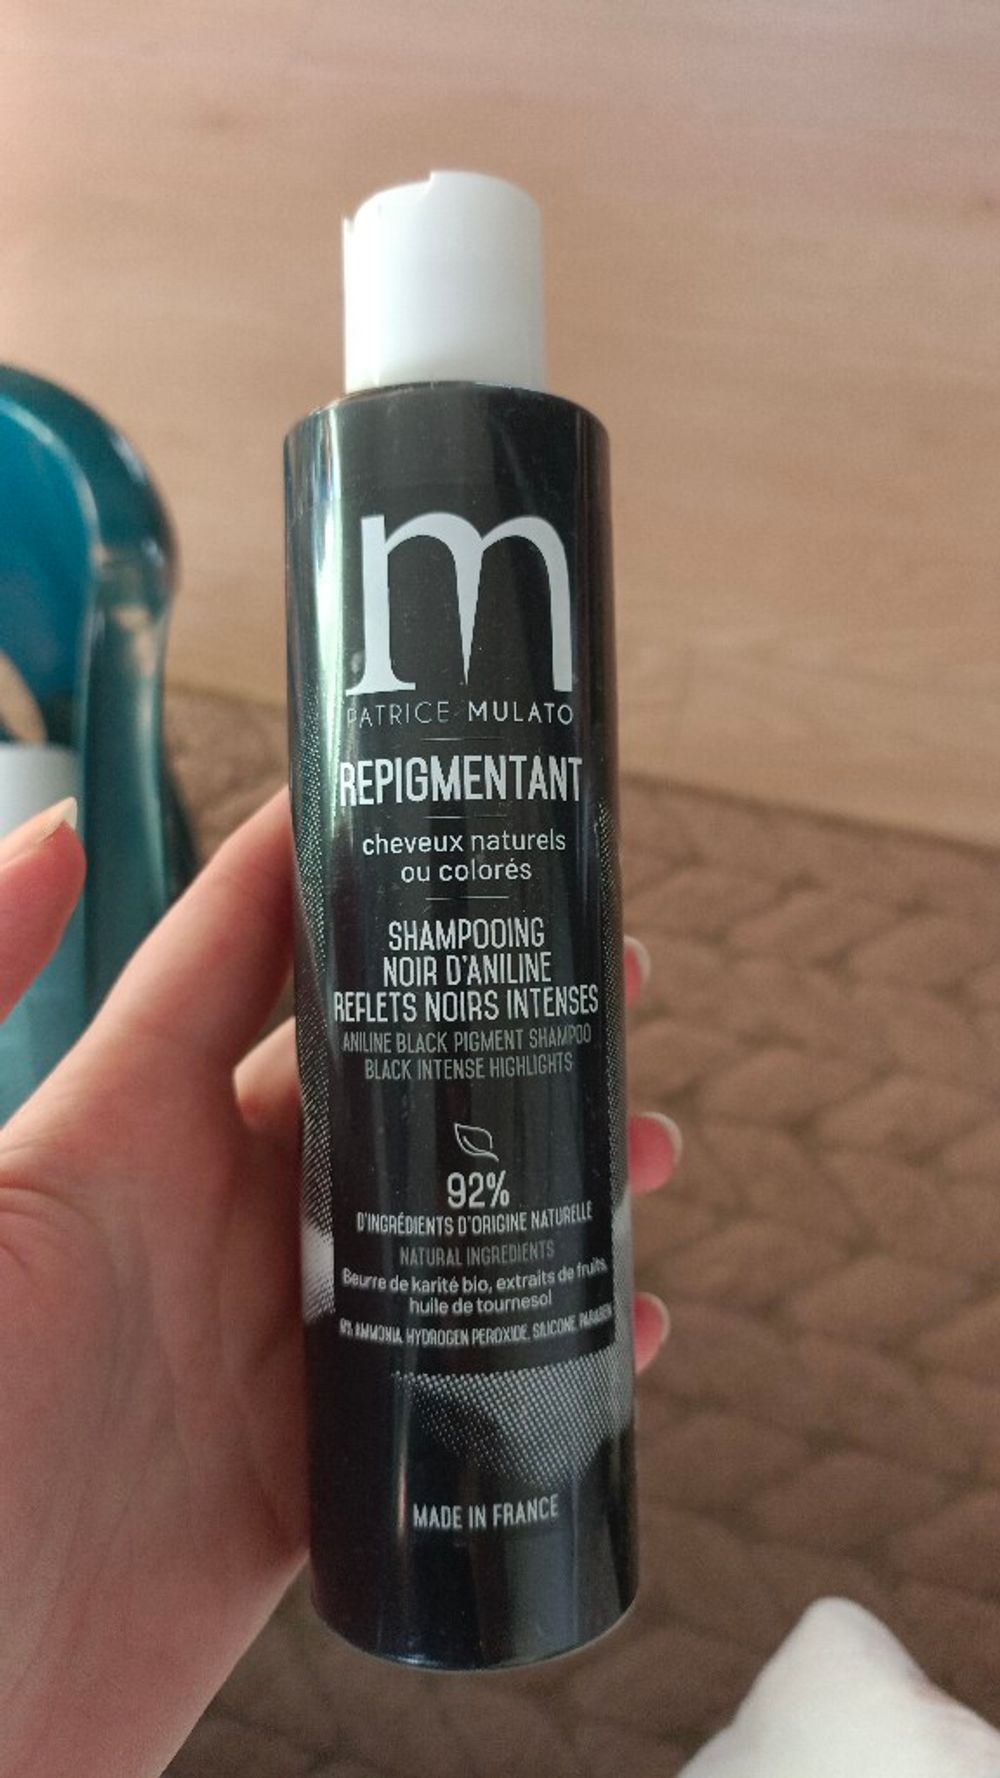 m
PATRICE MULATO
REPIGMENTANT
cheveux naturels
ou colorés
SHAMPOOING
NOIR D'ANILINE
REFLETS NOIRS INTENSES
ANILINE BLACK PIGMENT SHAMPOO
BLACK INTENSE HIGHLIGHTS
92%
D'INGRÉDIENTS D'ORIGINE NATURELLE
NATURAL INGREDIENTS
Beurre de karité bio, extraits de fruits,
huile de tournesol
0% AMMONIA, HYDROGEN PEROXIDE, SILICONE, PARABEN
MADE IN FRANCE